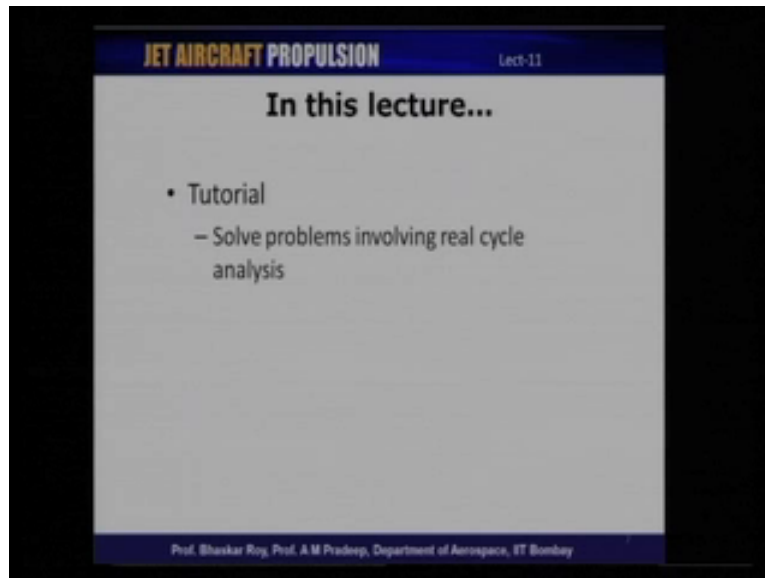 JET AIRCRAFT PROPULSION
Lect-11
In this lecture...
• Tutorial
– Solve problems involving real cycle
analysis
Prof. Bhaskar Roy, Prof. A M Pradeep, Department of Aerospace, IIT Bombay